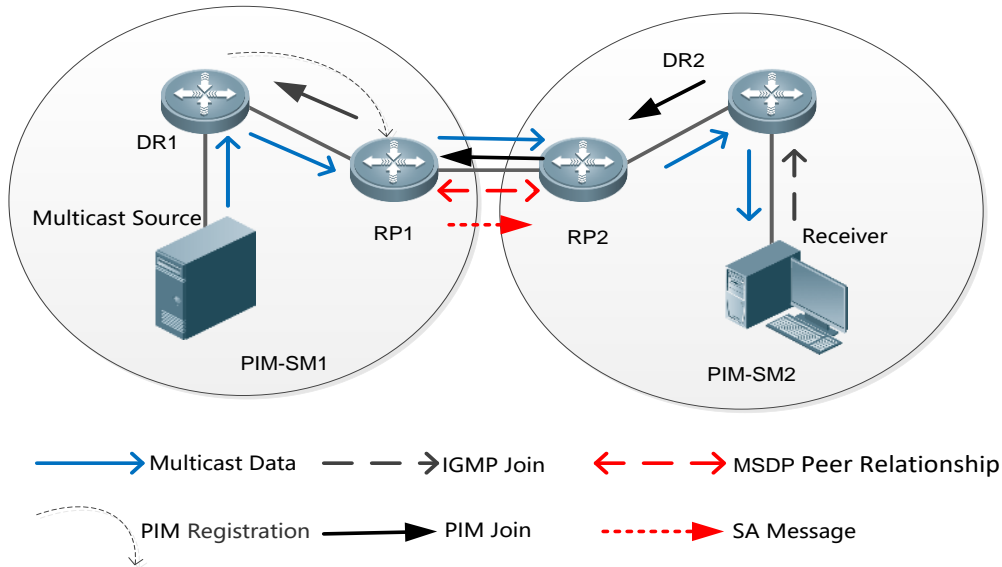 DR2
DR1
Multicast Source
RP1
RP2
Receiver
PIM-SM1
PIM-SM2
Multicast Data
IGMP Join
MSDP Peer Relationship
PIM Registration
PIM Join
SA Message